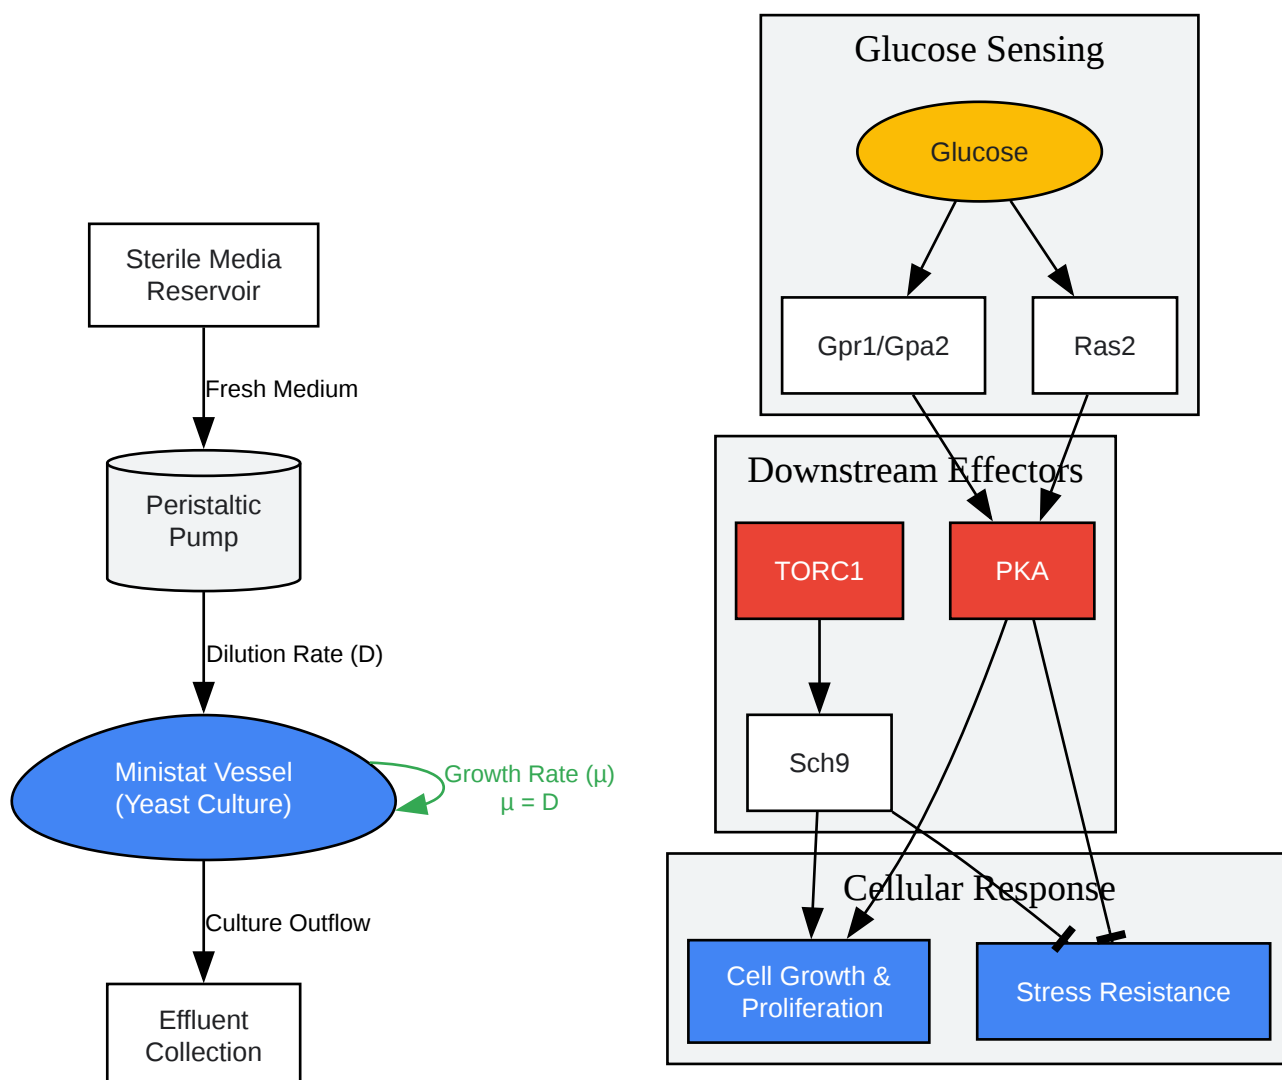 Sterile Media
Reservoir
Fresh Medium
Peristaltic
Pump
Dilution Rate (D)
Ministat Vessel
(Yeast Culture)
Growth Rate (μ)
μ = D
Culture Outflow
Effluent
Collection
Glucose Sensing
Glucose
Gpr1/Gpa2
Ras2
Downstream Effectors
TORC1
PKA
Sch9
Cellular Response
Cell Growth &
Proliferation
Stress Resistance